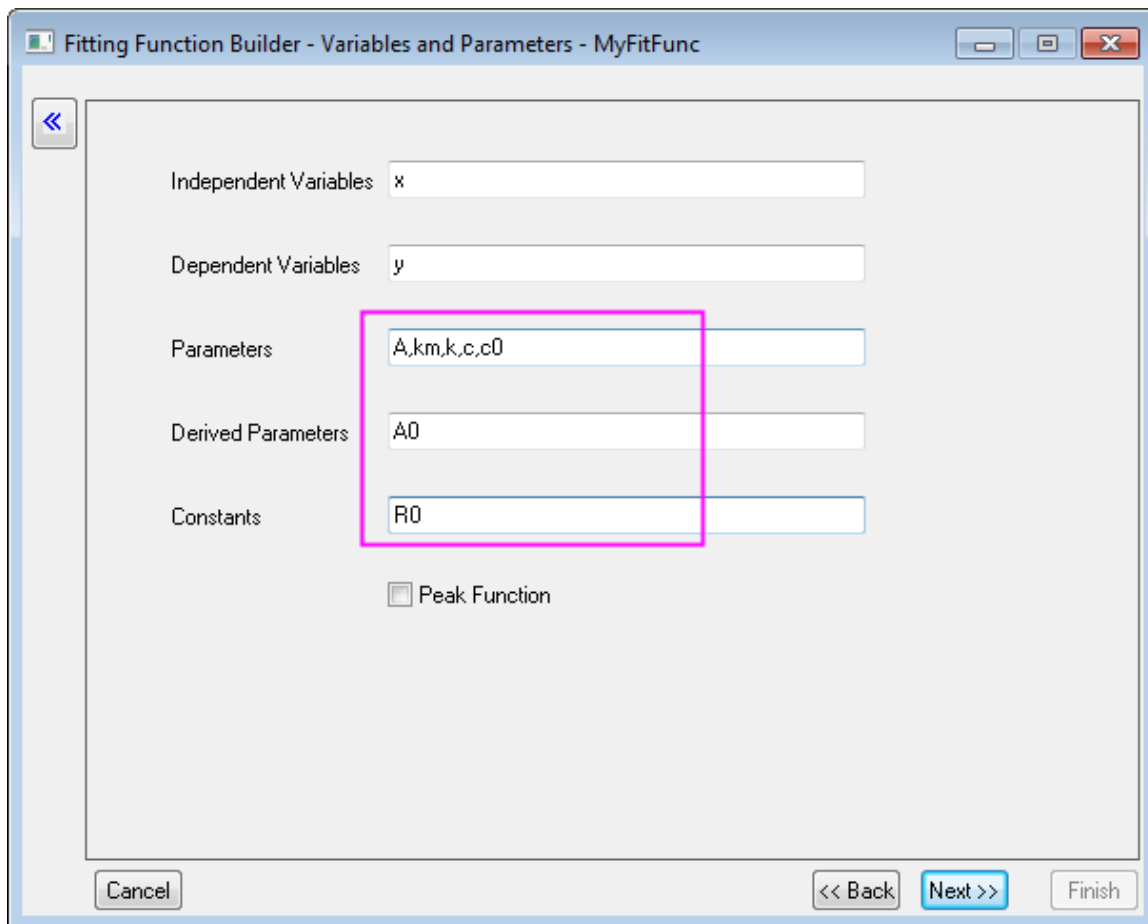 Fitting Function Builder - Variables and Parameters - MyFitFunc
Independent Variables x
Dependent Variables y
Parameters A,km,k,c,c0
Derived Parameters A0
Constants R0
Peak Function
Cancel << Back Next >> Finish